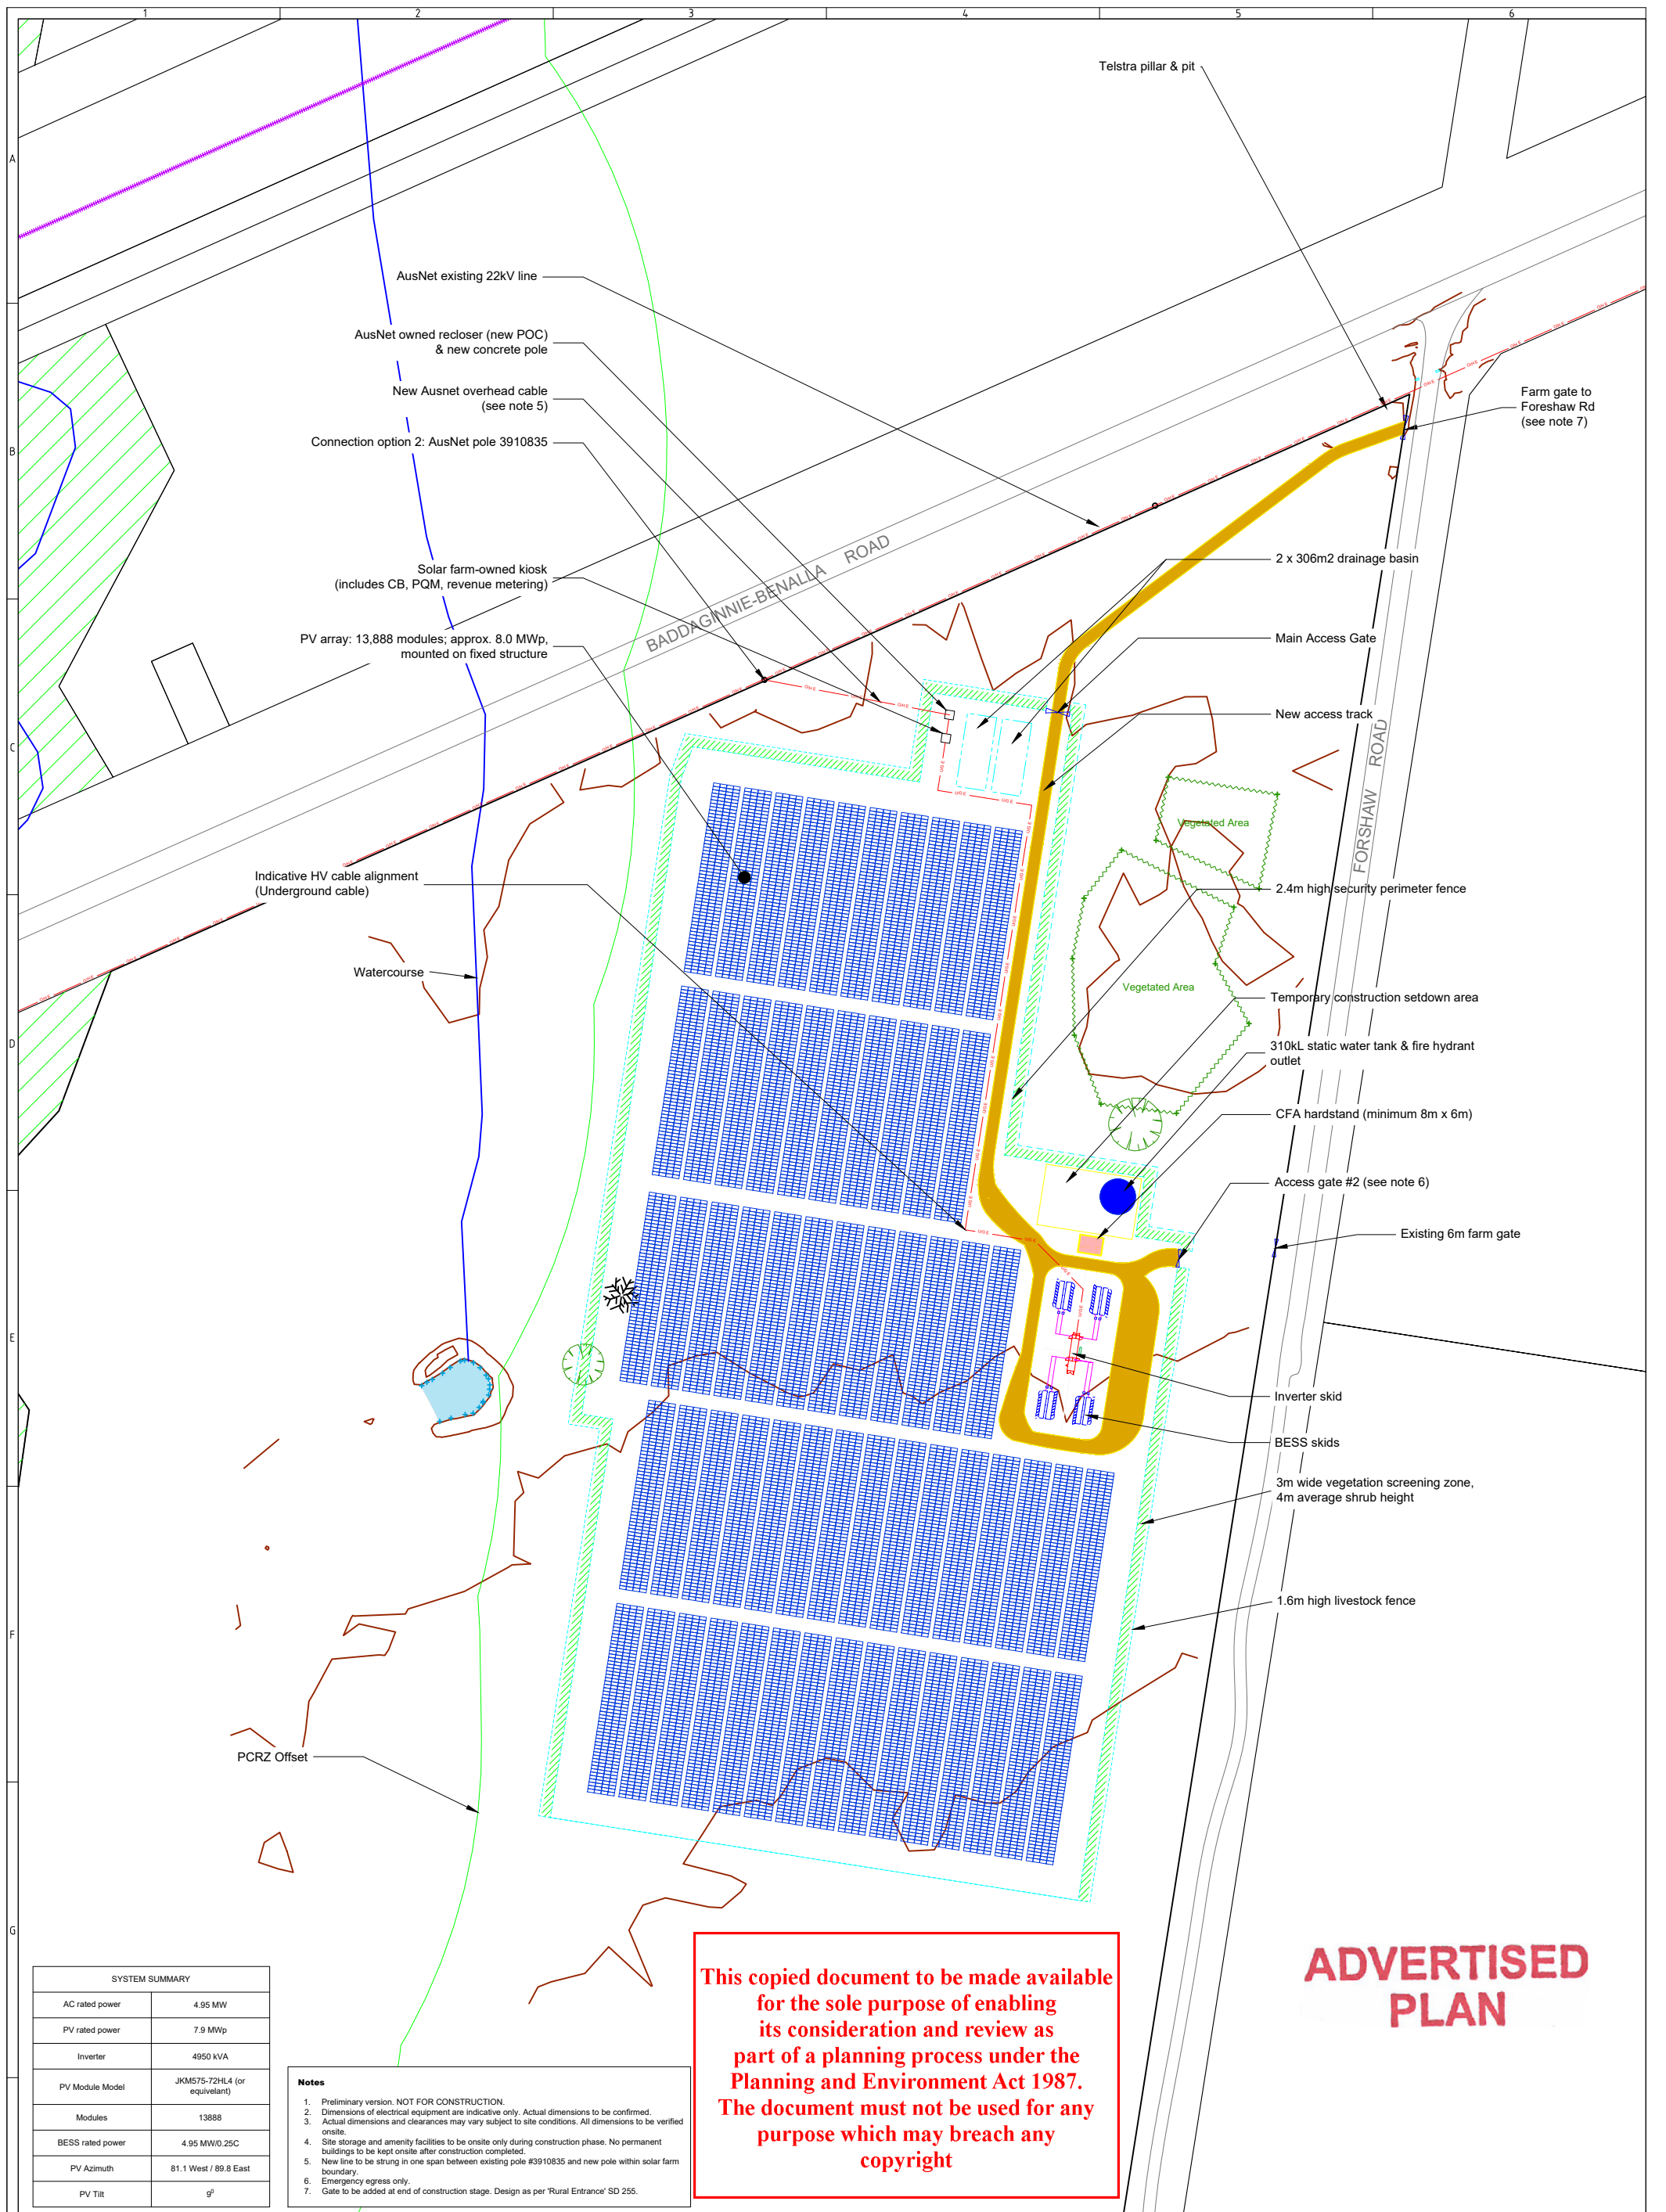 1 2 3 4 5 6
A
B
C
D
E
F
G
Telstra pillar & pit
AusNet existing 22kV line
AusNet owned recloser (new POC)
& new concrete pole
New Ausnet overhead cable
(see note 5)
Connection option 2: AusNet pole 3910835
Farm gate to
Foreshaw Rd
(see note 7)
BADDAGINNIE-BENALLA ROAD
Solar farm-owned kiosk
(includes CB, PQM, revenue metering)
2 x 306m2 drainage basin
PV array: 13,888 modules; approx. 8.0 MWp,
mounted on fixed structure
Main Access Gate
New access track
FORSHAW ROAD
Vegetated Area
Indicative HV cable alignment
(Underground cable)
2.4m high security perimeter fence
Watercourse
Vegetated Area
Temporary construction setdown area
310kL static water tank & fire hydrant
outlet
CFA hardstand (minimum 8m x 6m)
Access gate #2 (see note 6)
Existing 6m farm gate
Inverter skid
BESS skids
3m wide vegetation screening zone,
4m average shrub height
1.6m high livestock fence
PCRZ Offset
SYSTEM SUMMARY
AC rated power 4.95 MW
PV rated power 7.9 MWp
Inverter 4950 kVA
PV Module Model JKM575-72HL4 (or
equivelant)
Modules 13888
BESS rated power 4.95 MW/0.25C
PV Azimuth 81.1 West / 89.8 East
PV Tilt 9⁰
Notes
1. Preliminary version. NOT FOR CONSTRUCTION.
2. Dimensions of electrical equipment are indicative only. Actual dimensions to be confirmed.
3. Actual dimensions and clearances may vary subject to site conditions. All dimensions to be verified
onsite.
4. Site storage and amenity facilities to be onsite only during construction phase. No permanent
buildings to be kept onsite after construction completed.
5. New line to be strung in one span between existing pole #3910835 and new pole within solar farm
boundary.
6. Emergency egress only.
7. Gate to be added at end of construction stage. Design as per 'Rural Entrance' SD 255.
This copied document to be made available
for the sole purpose of enabling
its consideration and review as
part of a planning process under the
Planning and Environment Act 1987.
The document must not be used for any
purpose which may breach any
copyright
ADVERTISED
PLAN